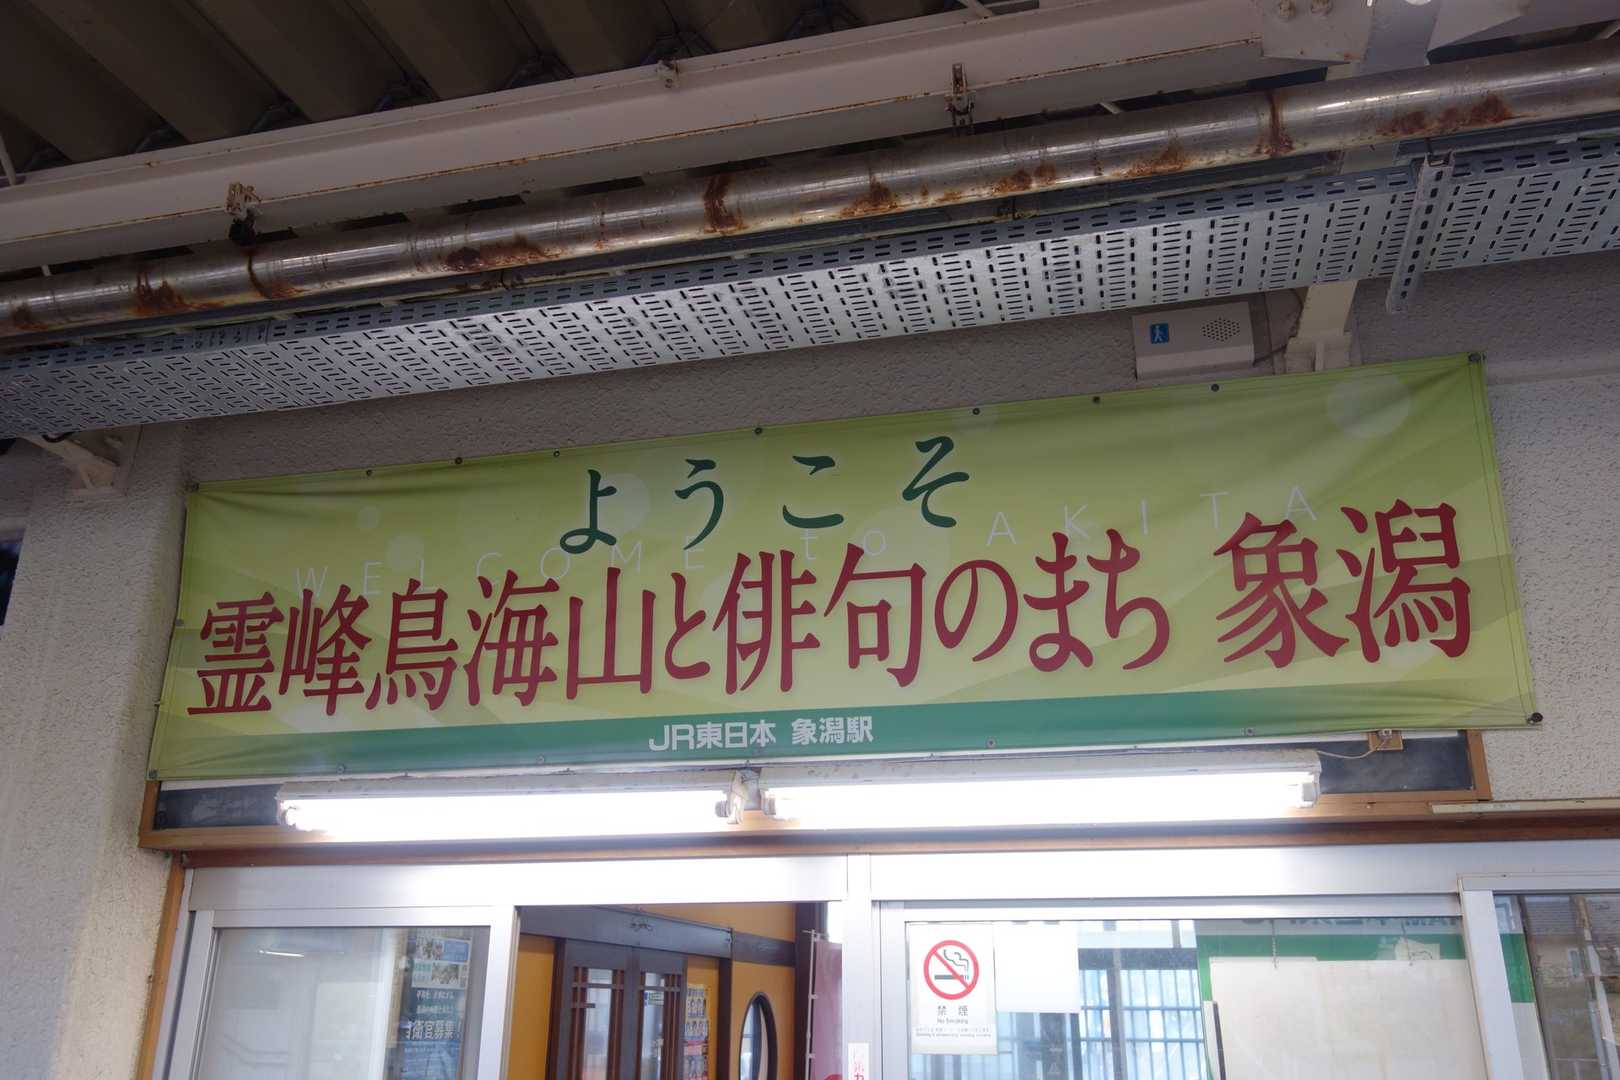 ようこそ
WELCOME to AKITA
霊峰鳥海山と俳句のまち 象潟
JR東日本 象潟駅
禁煙
No Smoking